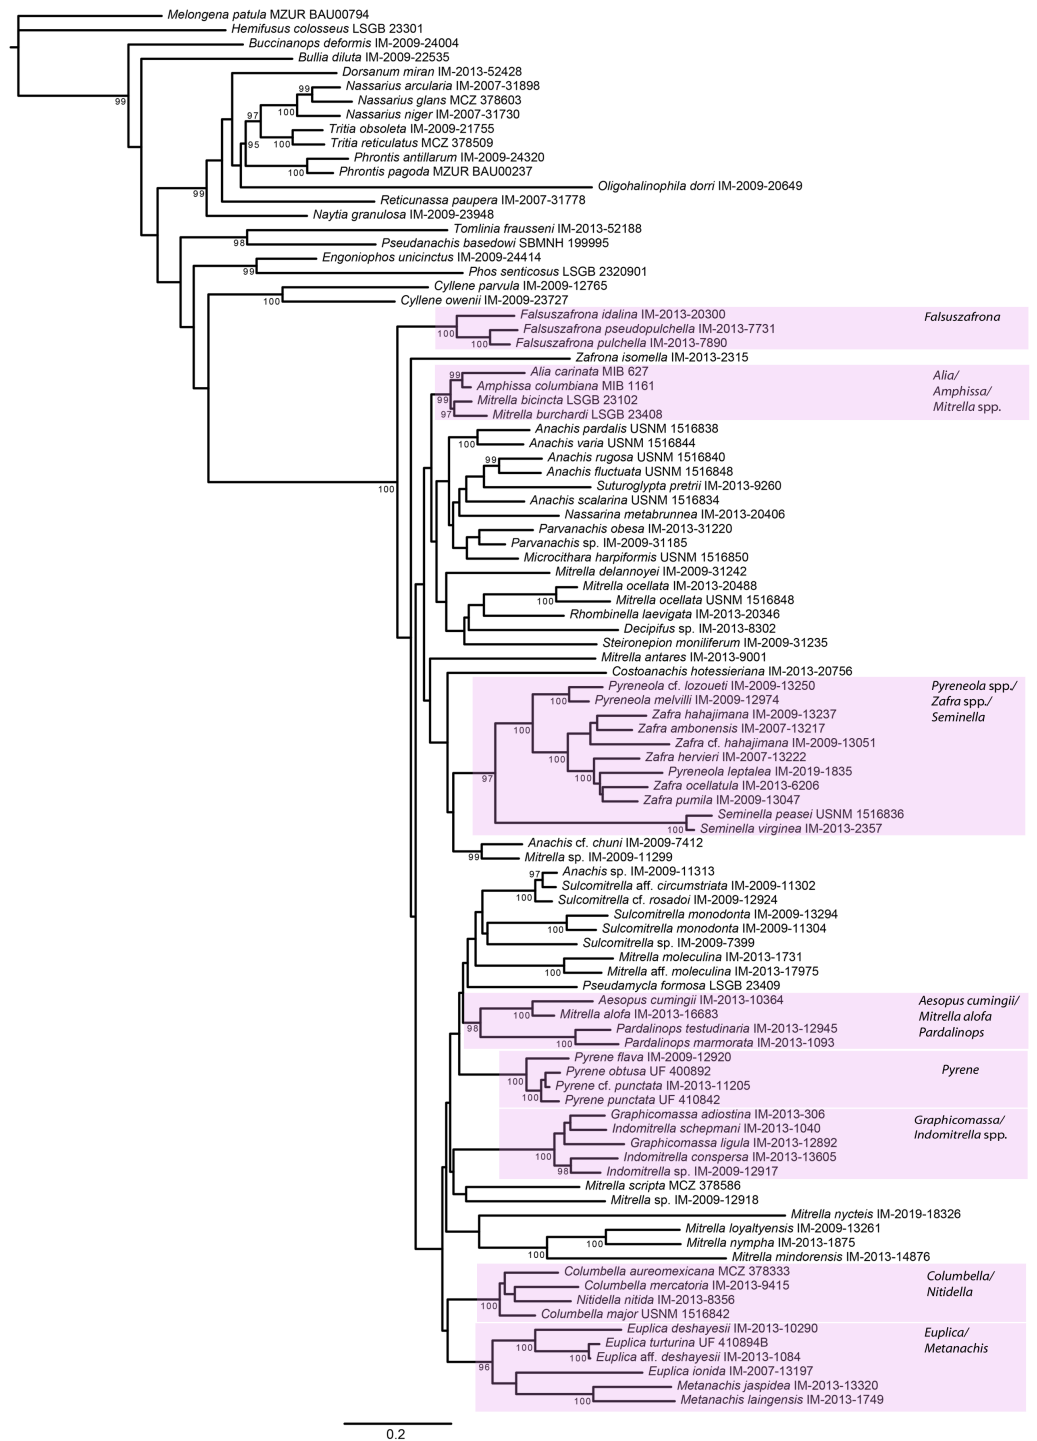 Melongena patula MZUR BAU00794
Hemifusus colosseus LSGB 23301
Buccinanops deformis IM-2009-24004
Bullia diluta IM-2009-22535
Dorsanum miran IM-2013-52428
Nassarius arcularia IM-2007-31898
Nassarius glans MCZ 378603
Nassarius niger IM-2007-31730
Tritia obsoleta IM-2009-21755
Tritia reticulatus MCZ 378509
Phrontis antillarum IM-2009-24320
Phrontis pagoda MZUR BAU00237
Oligohalinophila dorri IM-2009-20649
Reticunassa paupera IM-2007-31778
Naytia granulosa IM-2009-23948
Tomlinia frausseni IM-2013-52188
Pseudanachis basedowi SBMNH 199995
Engoniophos unicinctus IM-2009-24414
Phos senticosus LSGB 2320901
Cyllene parvula IM-2009-12765
Cyllene owenii IM-2009-23727
Falsuszafrona idalina IM-2013-20300
Falsuszafrona pseudopulchella IM-2013-7731
Falsuszafrona pulchella IM-2013-7890
Zafrona isomella IM-2013-2315
Alia carinata MIB 627
Amphissa columbiana MIB 1161
Mitrella bicincta LSGB 23102
Mitrella burchardi LSGB 23408
Anachis pardalis USNM 1516838
Anachis varia USNM 1516844
Anachis rugosa USNM 1516840
Anachis fluctuata USNM 1516848
Suturoglypta pretrii IM-2013-9260
Anachis scalarina USNM 1516834
Nassarina metabrunnea IM-2013-20406
Parvanachis obesa IM-2013-31220
Parvanachis sp. IM-2009-31185
Microcithara harpiformis USNM 1516850
Mitrella delannoyei IM-2009-31242
Mitrella ocellata IM-2013-20488
Mitrella ocellata USNM 1516848
Rhombinella laevigata IM-2013-20346
Decipifus sp. IM-2013-8302
Steironepion moniliferum IM-2009-31235
Mitrella antares IM-2013-9001
Costoanachis hotessieriana IM-2013-20756
Pyreneola cf. lozoueti IM-2009-13250
Pyreneola melvilli IM-2009-12974
Zafra hahajimana IM-2009-13237
Zafra ambonensis IM-2007-13217
Zafra cf. hahajimana IM-2009-13051
Zafra hervieri IM-2007-13222
Pyreneola leptalea IM-2019-1835
Zafra ocellatula IM-2013-6206
Zafra pumila IM-2009-13047
Seminella peasei USNM 1516836
Seminella virginea IM-2013-2357
Anachis cf. chuni IM-2009-7412
Mitrella sp. IM-2009-11299
Anachis sp. IM-2009-11313
Sulcomitrella aff. circumstriata IM-2009-11302
Sulcomitrella cf. rosadoi IM-2009-12924
Sulcomitrella monodonta IM-2009-13294
Sulcomitrella monodonta IM-2009-11304
Sulcomitrella sp. IM-2009-7399
Mitrella moleculina IM-2013-1731
Mitrella aff. moleculina IM-2013-17975
Pseudamycla formosa LSGB 23409
Aesopus cumingii IM-2013-10364
Mitrella alofa IM-2013-16683
Pardalinops testudinaria IM-2013-12945
Pardalinops marmorata IM-2013-1093
Pyrene flava IM-2009-12920
Pyrene obtusa UF 400892
Pyrene cf. punctata IM-2013-11205
Pyrene punctata UF 410842
Graphicomassa adiostina IM-2013-306
Indomitrella schepmani IM-2013-1040
Graphicomassa ligula IM-2013-12892
Indomitrella conspersa IM-2013-13605
Indomitrella sp. IM-2009-12917
Mitrella scripta MCZ 378586
Mitrella sp. IM-2009-12918
Mitrella nycteis IM-2019-18326
Mitrella loyaltyensis IM-2009-13261
Mitrella nympha IM-2013-1875
Mitrella mindorensis IM-2013-14876
Columbella aureomexicana MCZ 378333
Columbella mercatoria IM-2013-9415
Nitidella nitida IM-2013-8356
Columbella major USNM 1516842
Euplica deshayesii IM-2013-10290
Euplica turturina UF 410894B
Euplica aff. deshayesii IM-2013-1084
Euplica ionida IM-2007-13197
Metanachis jaspidea IM-2013-13320
Metanachis laingensis IM-2013-1749
Falsuszafrona
Alia/
Amphissa/
Mitrella spp.
Pyreneola spp./
Zafra spp./
Seminella
Aesopus cumingii/
Mitrella alofa
Pardalinops
Pyrene
Graphicomassa/
Indomitrella spp.
Columbella/
Nitidella
Euplica/
Metanachis
99
99
100
97
95
100
100
99
98
99
100
100
100
99
99
97
100
99
100
100
100
100
100
100
97
100
99
97
100
100
100
100
98
100
100
100
100
98
100
100
100
100
100
96
100
0.2